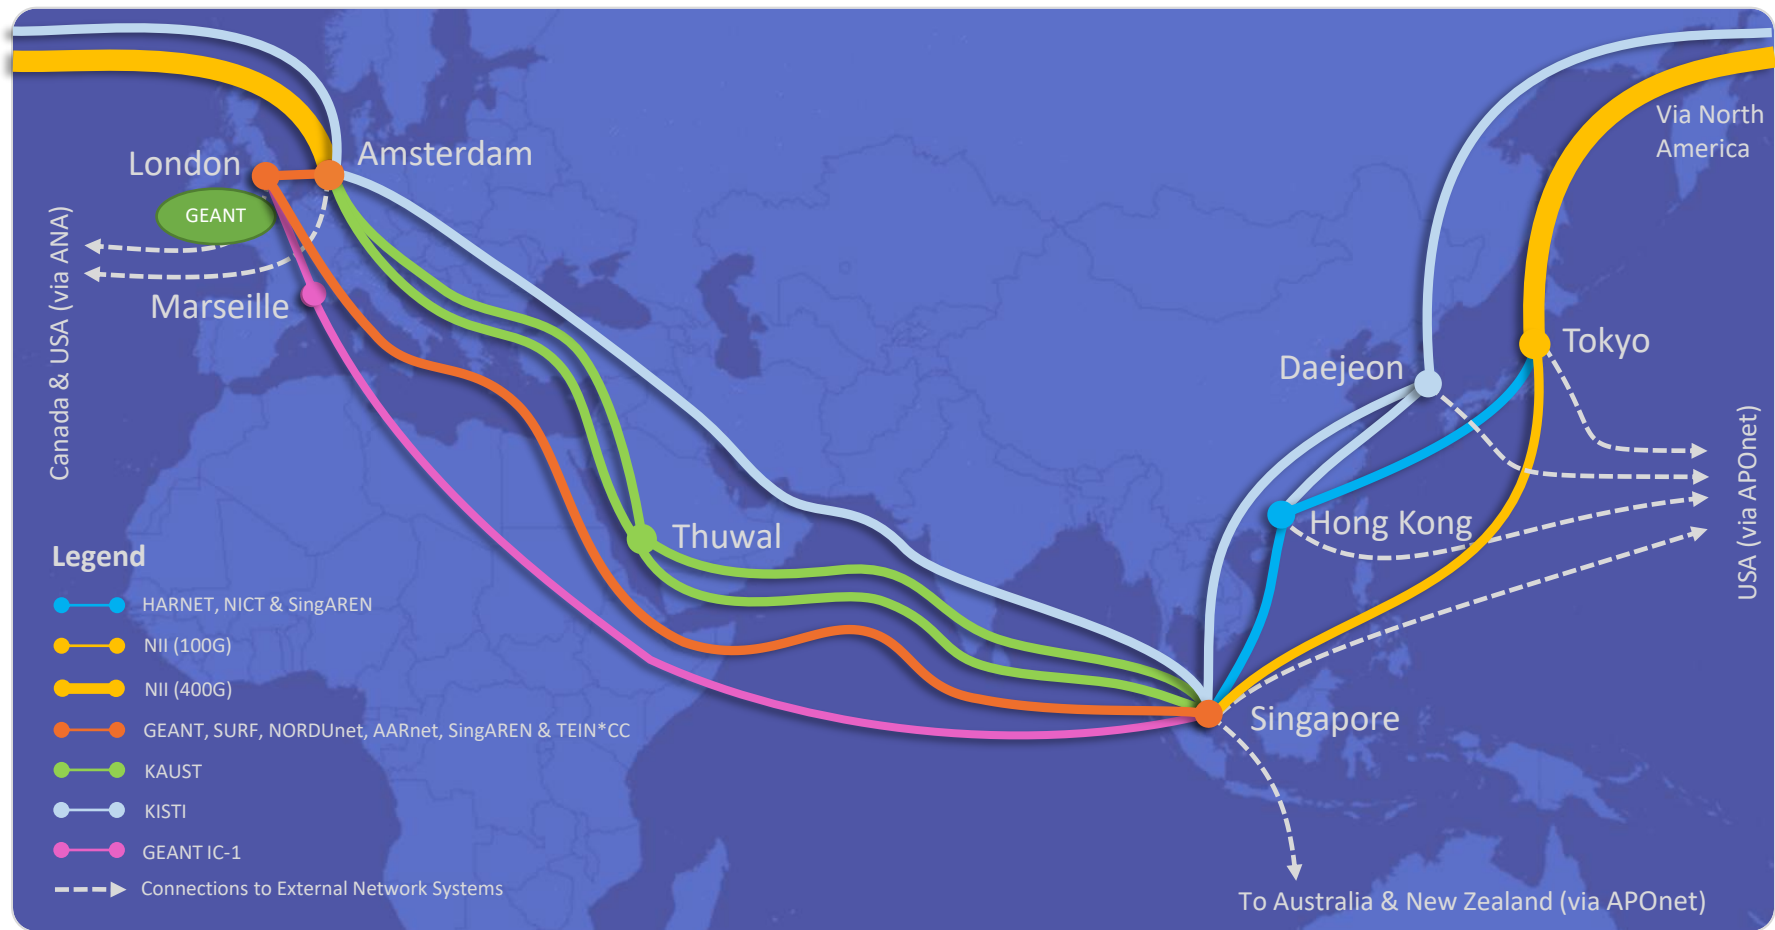 Via North
America
London
Amsterdam
GEANT
Canada & USA (via ANA)
Marseille
Tokyo
Daejeon
USA (via APOnet)
Hong Kong
Thuwal
Singapore
Legend
HARNET, NICT & SingAREN
NII (100G)
NII (400G)
GEANT, SURF, NORDUnet, AARnet, SingAREN & TEIN*CC
KAUST
KISTI
GEANT IC-1
Connections to External Network Systems
To Australia & New Zealand (via APOnet)